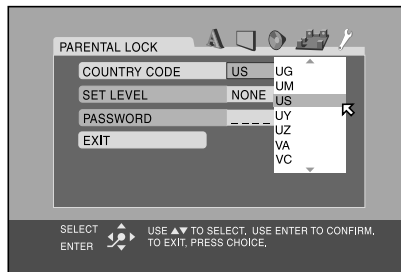 PARENTAL LOCK
COUNTRY CODE US
SET LEVEL NONE
PASSWORD _ _ _ _
EXIT
UG
UM
US
UY
UZ
VA
VC
SELECT
ENTER
USE ▲▼ TO SELECT, USE ENTER TO CONFIRM,
TO EXIT, PRESS CHOICE,